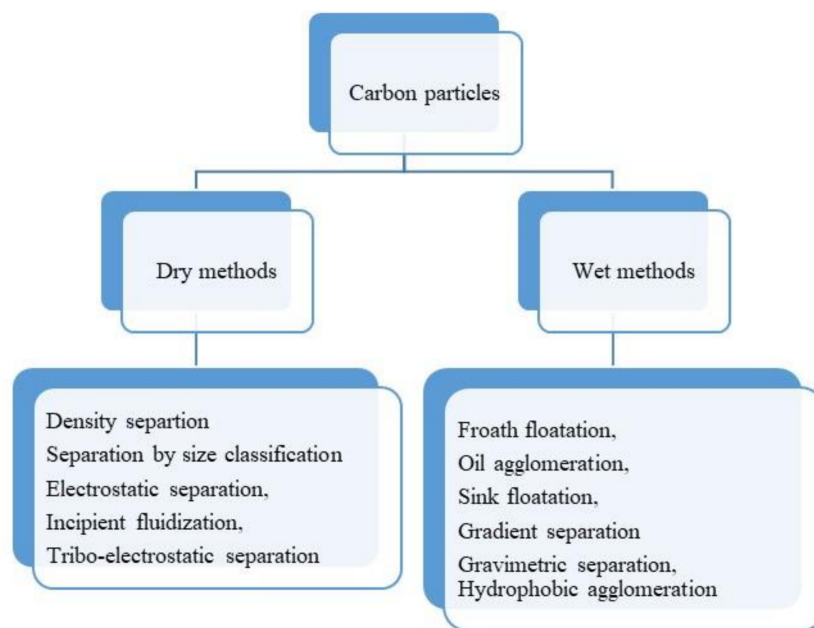 Carbon particles
Dry methods
Wet methods
Density separtion
Separation by size classification
Electrostatic separation,
Incipient fluidization,
Tribo-electrostatic separation
Froath floatation,
Oil agglomeration,
Sink floatation,
Gradient separation
Gravimetric separation,
Hydrophobic agglomeration